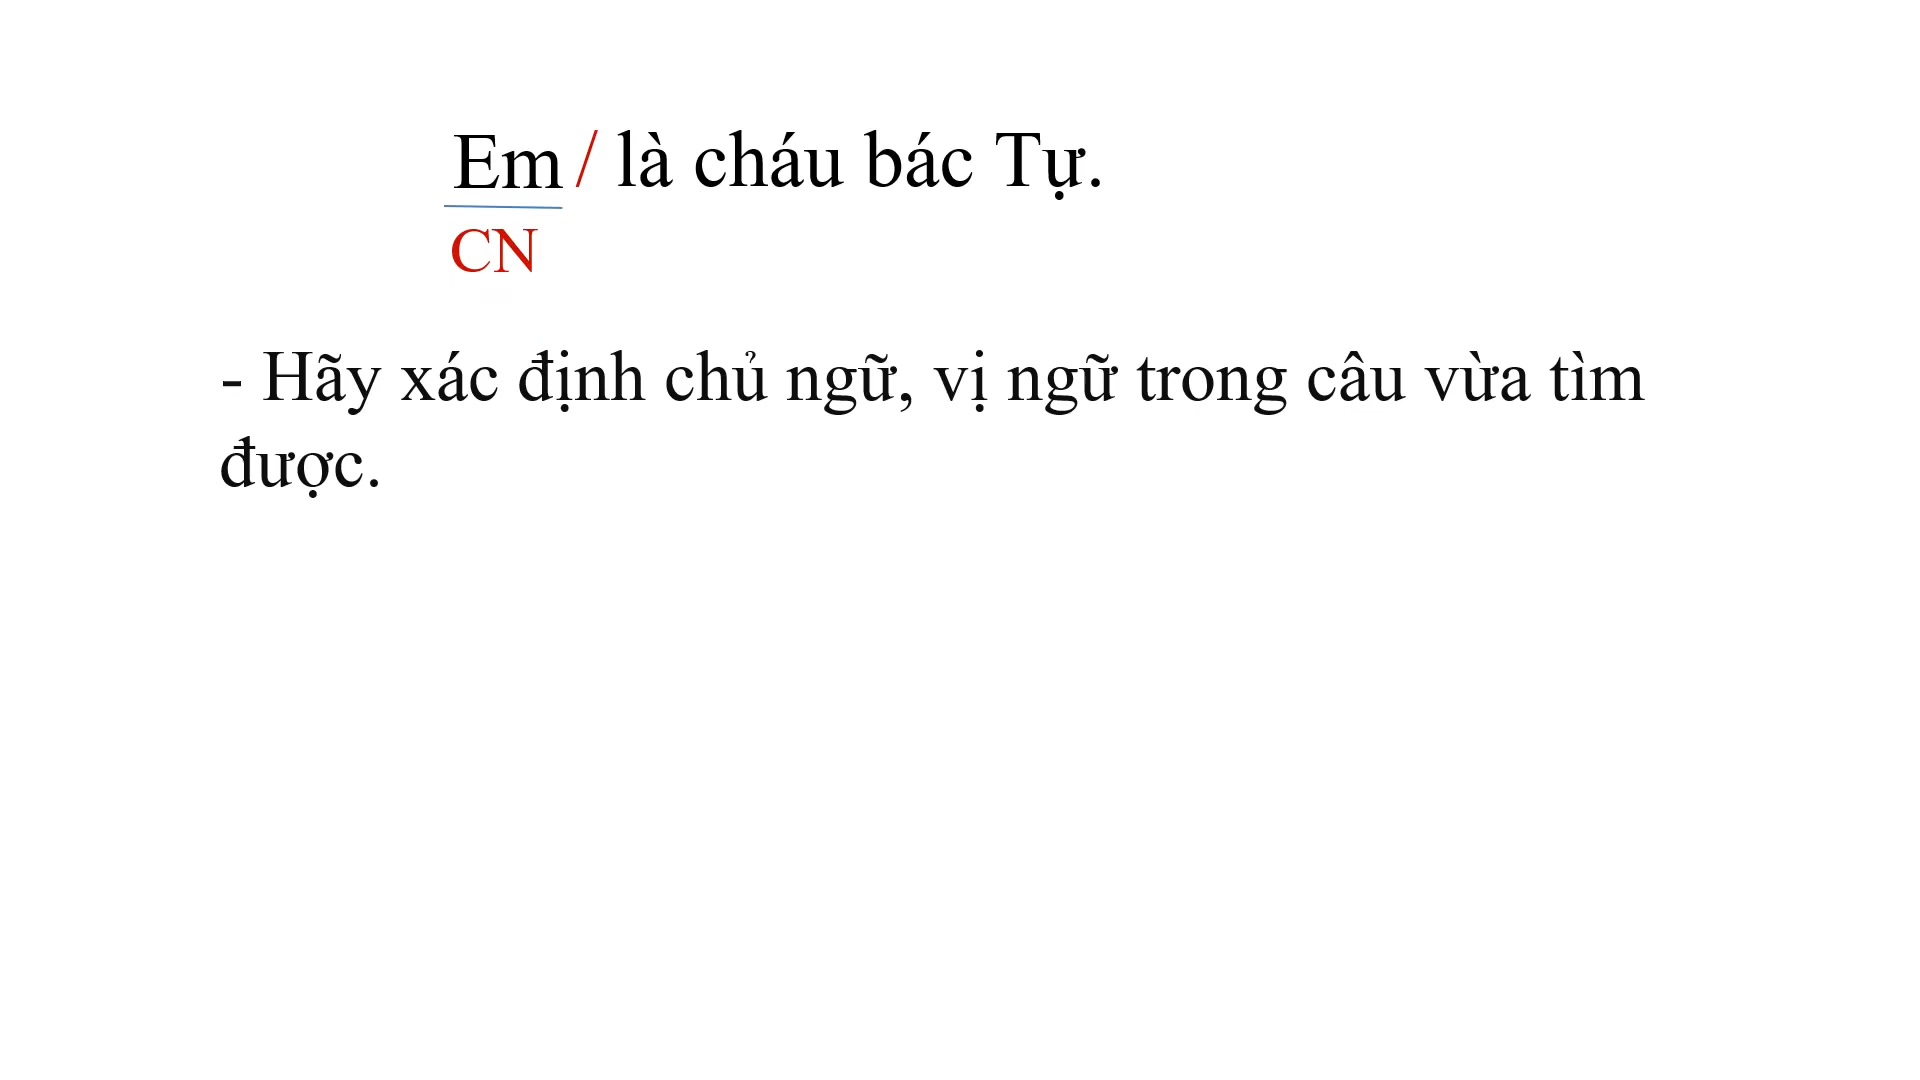 Em / là cháu bác Tự.
CN
- Hãy xác định chủ ngữ, vị ngữ trong câu vừa tìm
được.